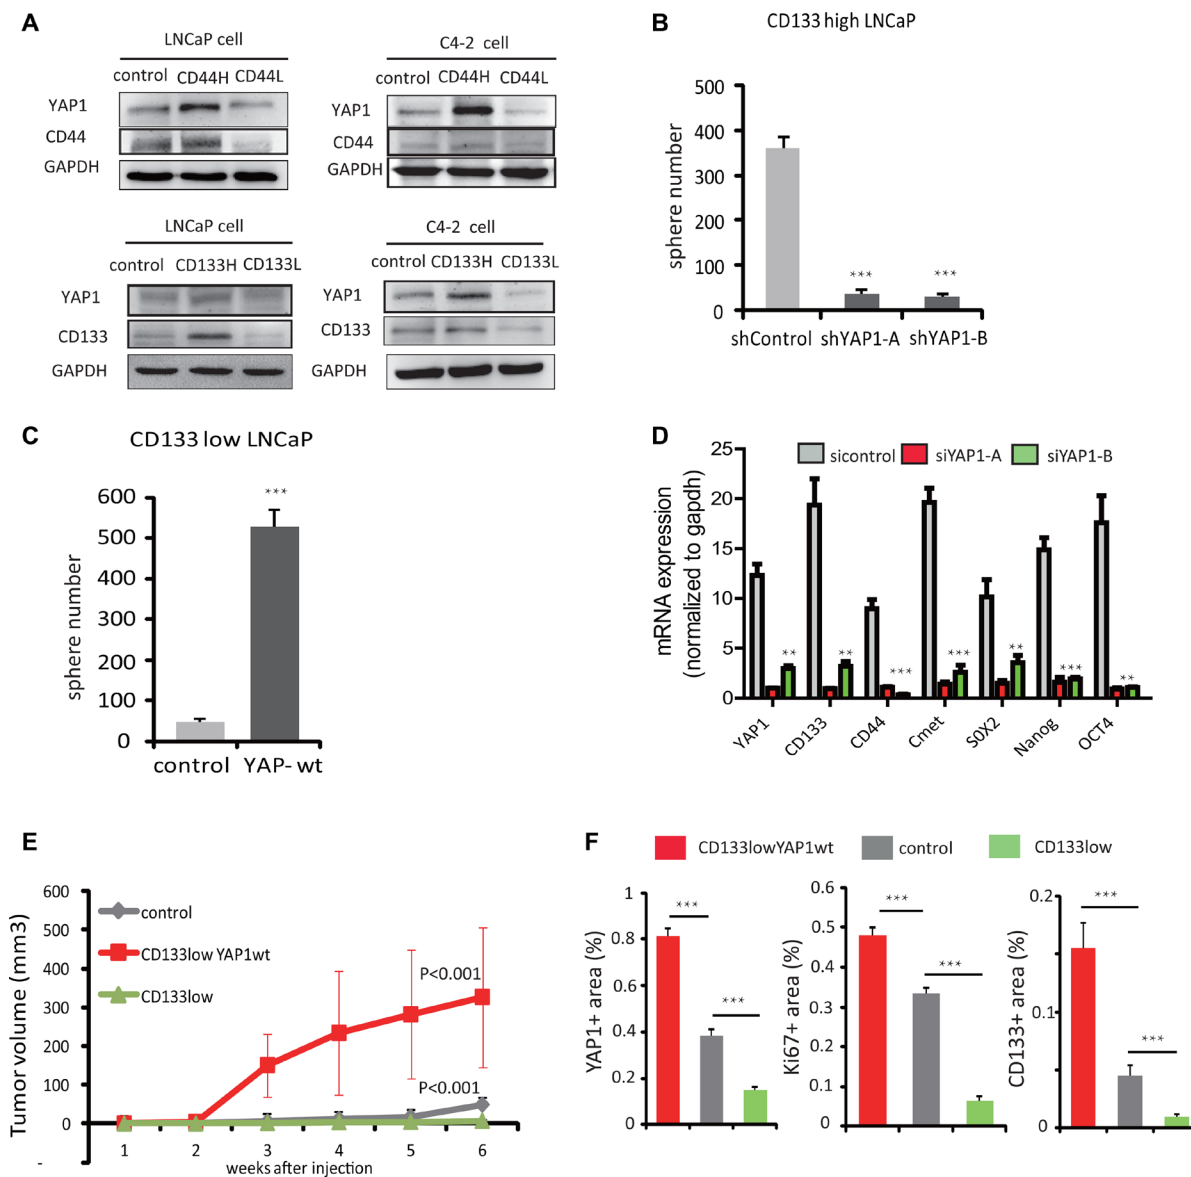 A
LNCaP cell
control CD44H CD44L
YAP1
CD44
GAPDH
C4-2 cell
control CD44H CD44L
YAP1
CD44
GAPDH
LNCaP cell
control CD133H CD133L
YAP1
CD133
GAPDH
C4-2 cell
control CD133H CD133L
YAP1
CD133
GAPDH
B
CD133 high LNCaP
sphere number
500
400
300
200
100
0
***
***
shControl shYAP1-A shYAP1-B
C
CD133 low LNCaP
sphere number
600
500
400
300
200
100
0
***
control YAP- wt
D
sicontrol siYAP1-A siYAP1-B
mRNA expression
(normalized to gapdh)
25
20
15
10
5
0
** ** *** *** ** *** **
YAP1 CD133 CD44 Cmet SOX2 Nanog OCT4
E
Tumor volume (mm3)
600
500
400
300
200
100
0
-
control
CD133low YAP1wt
CD133low
P<0.001
P<0.001
1 2 3 4 5 6
weeks after injection
F
CD133lowYAP1wt control CD133low
YAP1+ area (%)
1
0.8
0.6
0.4
0.2
0
***
***
Ki67+ area (%)
0.6
0.5
0.4
0.3
0.2
0.1
0
***
***
CD133+ area (%)
0.2
0.1
0
***
***